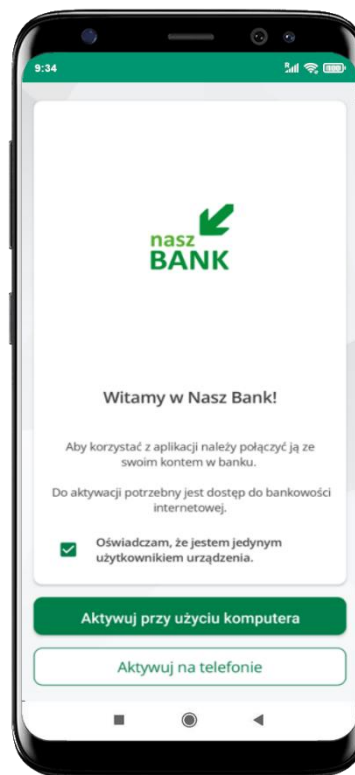 9:34
nasz
BANK
Witamy w Nasz Bank!
Aby korzystać z aplikacji należy połączyć ją ze
swoim kontem w banku.
Do aktywacji potrzebny jest dostęp do bankowości
internetowej.
Oświadczam, że jestem jedynym
użytkownikiem urządzenia.
Aktywuj przy użyciu komputera
Aktywuj na telefonie